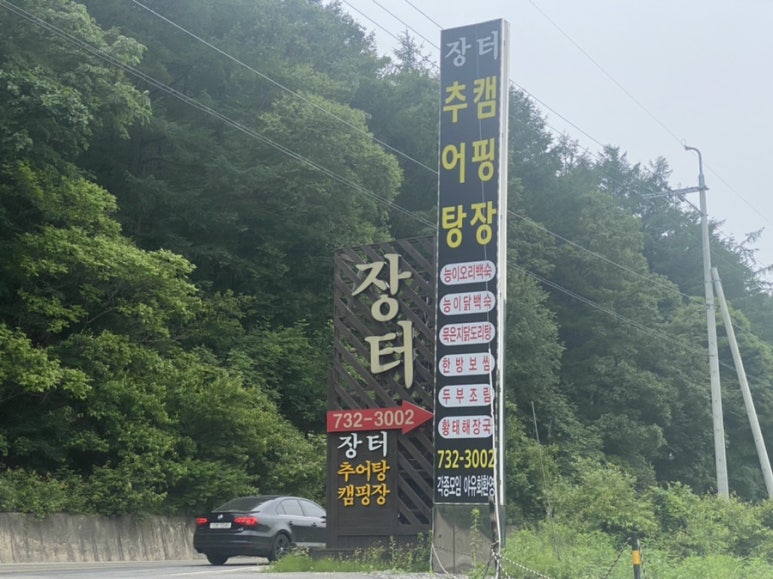 장터
추어탕
캠핑장
능이오리백숙
능이닭백숙
묵은지닭도리탕
한방보쌈
두부조림
황태해장국
732-3002
각종모임 야유회환영
장터
732-3002
장터
추어탕
캠핑장